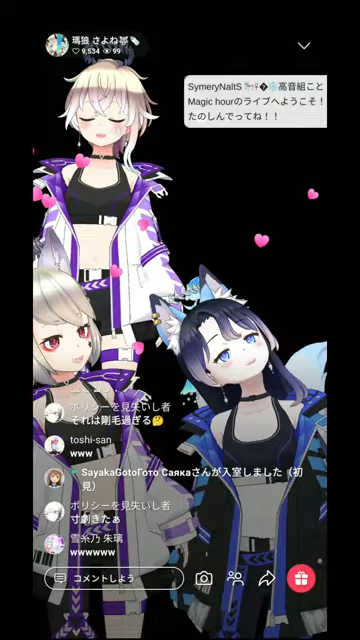 瑪狼 さよね
9,534 99
SymeryNaltS 高音組こと
Magic hourのライブへようこそ！
たのしんでってね！！
ポリシーを見失いし者
それは剛毛過ぎる🤔
toshi-san
www
SayakaGotoГото Саякаさんが入室しました（初
見）
ポリシーを見失いし者
寸劇きたぁ
雪糸乃 朱璃
wwwwww
コメントしよう